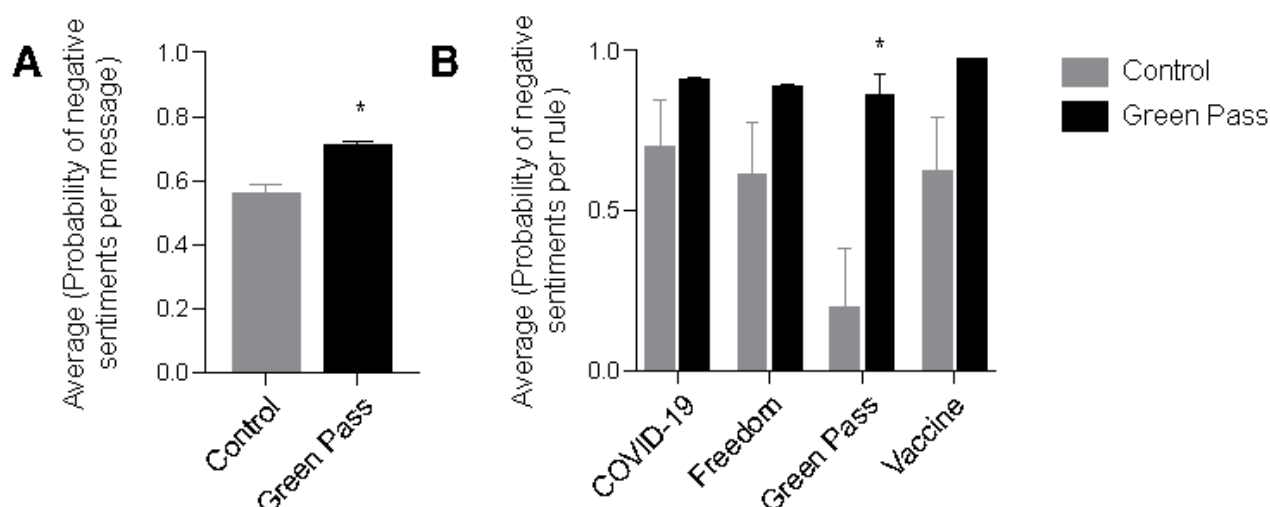 A
Average (Probability of negative
sentiments per message)
1.0
0.8
0.6
0.4
0.2
0.0
*
Control
Green Pass
B
Average (Probability of negative
sentiments per rule)
1.0
0.5
0.0
*
COVID-19
Freedom
Green Pass
Vaccine
Control
Green Pass